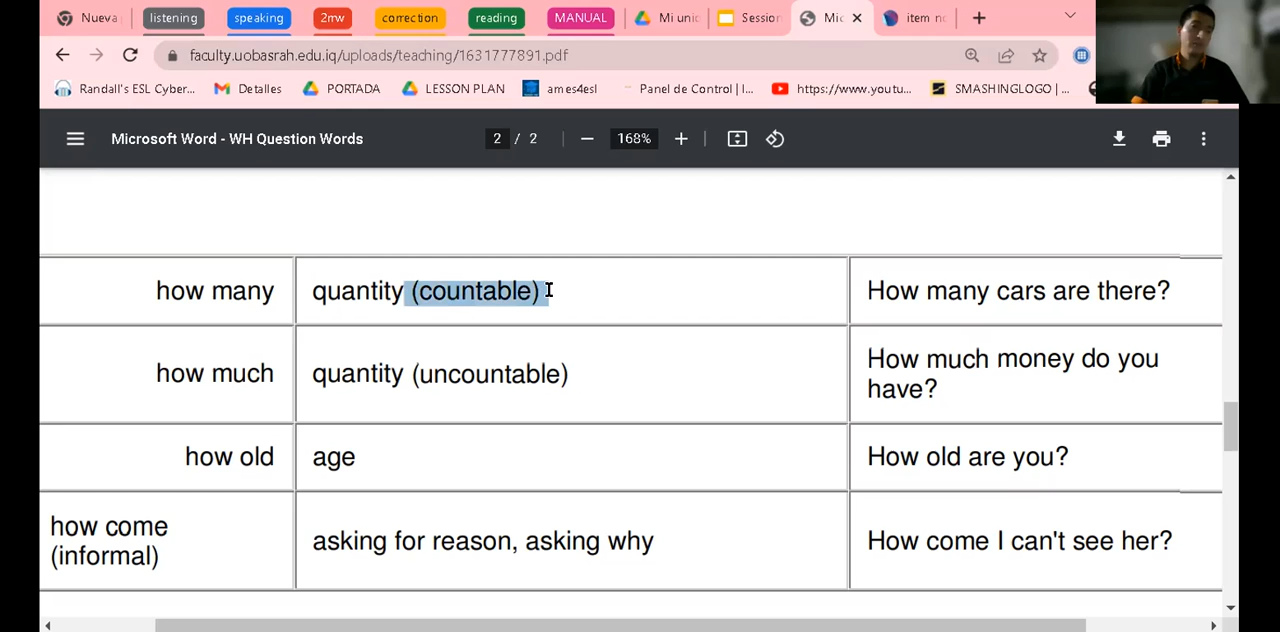 Nueva
listening
speaking
2mw
correction
reading
MANUAL
Mi uni
Session
Mic
item no
faculty.uobasrah.edu.iq/uploads/teaching/1631777891.pdf
Randall's ESL Cyber...
Detalles
PORTADA
LESSON PLAN
ames4esl
Panel de Control | I...
https://www.youtu...
SMASHINGLOGO | ...
Microsoft Word - WH Question Words
2 / 2
168%
how many
quantity (countable)
How many cars are there?
how much
quantity (uncountable)
How much money do you
have?
how old
age
How old are you?
how come
(informal)
asking for reason, asking why
How come I can't see her?